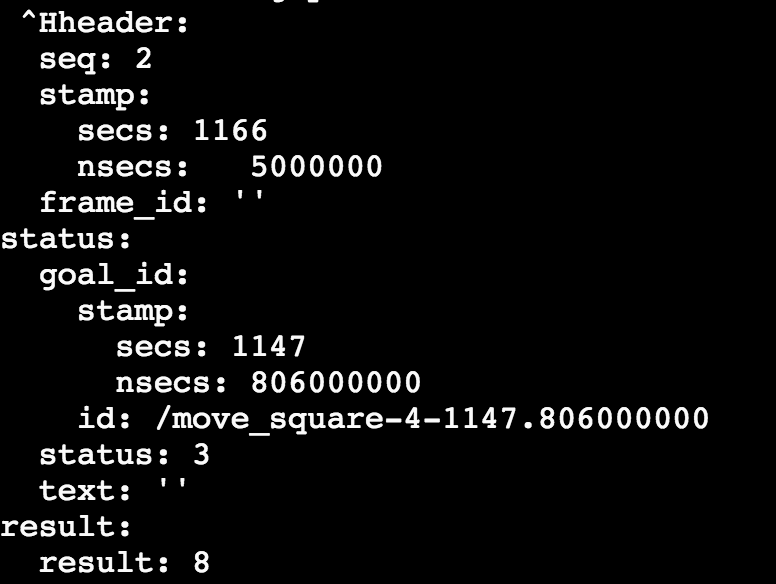 ^Hheader:
  seq: 2
  stamp:
    secs: 1166
    nsecs:   5000000
  frame_id: ''
status:
  goal_id:
    stamp:
      secs: 1147
      nsecs: 806000000
    id: /move_square-4-1147.806000000
  status: 3
  text: ''
result:
  result: 8